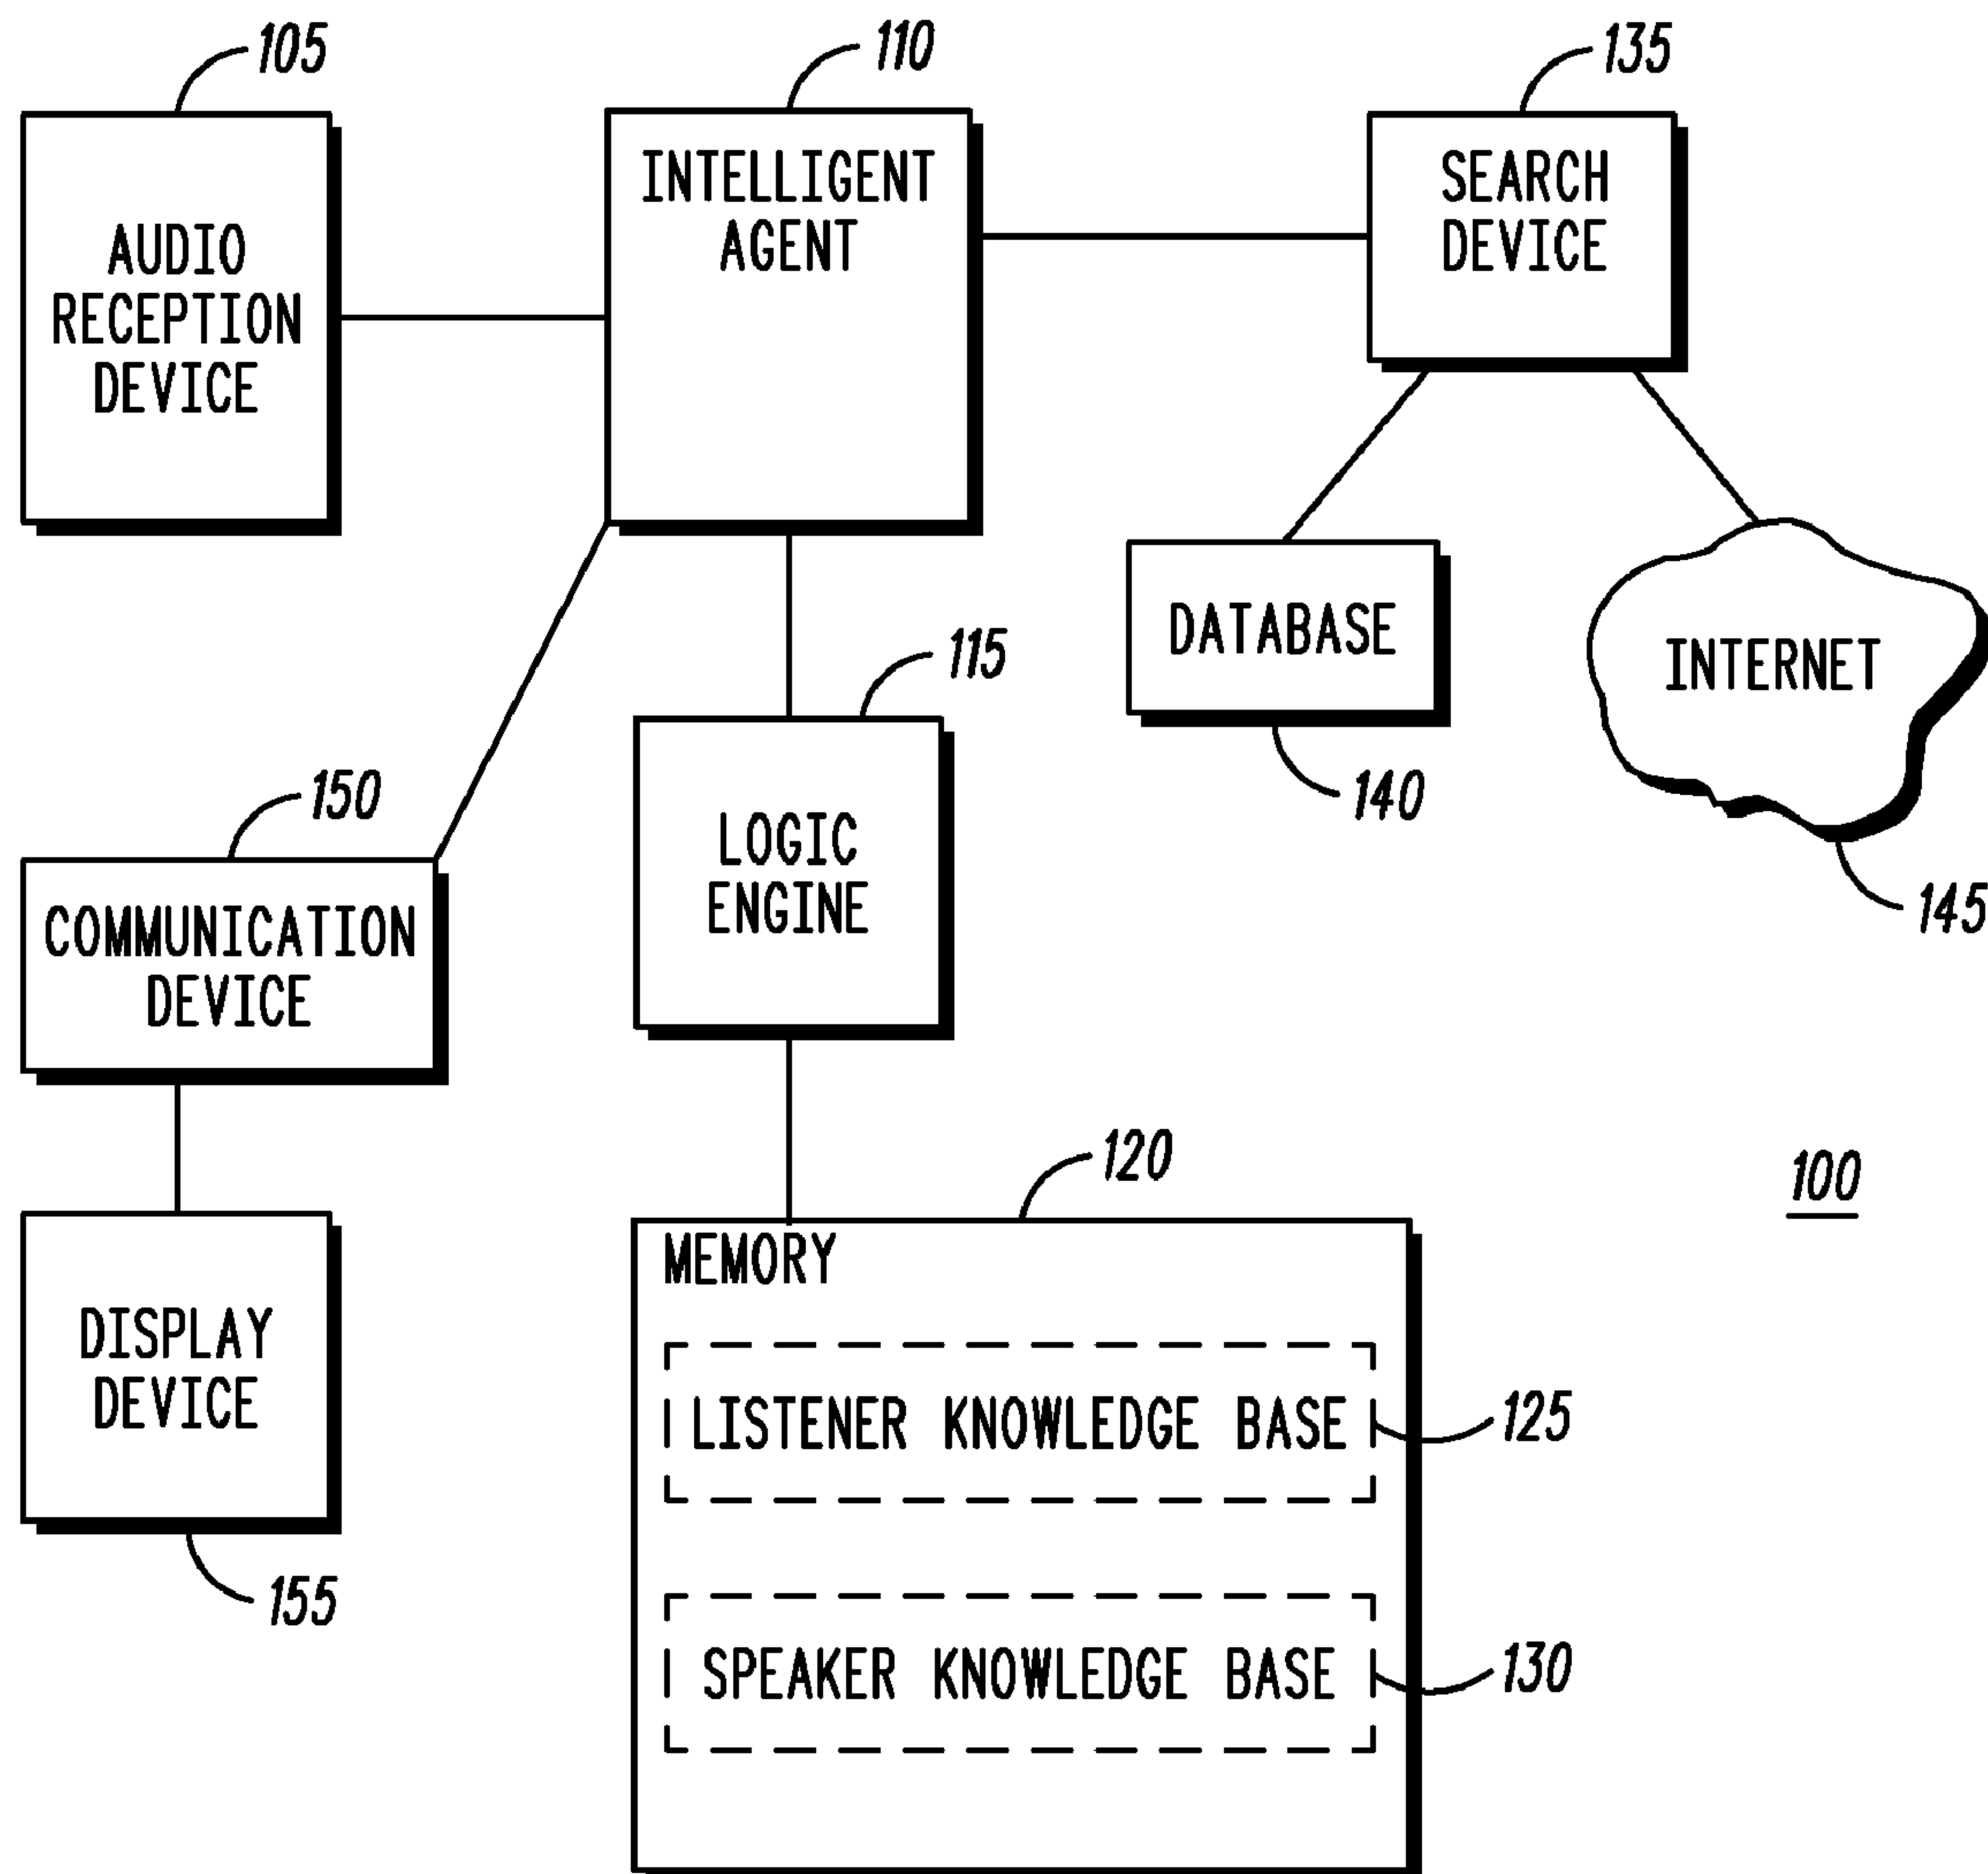 105
110
135
AUDIO
RECEPTION
DEVICE
INTELLIGENT
AGENT
SEARCH
DEVICE
DATABASE
140
INTERNET
145
115
LOGIC
ENGINE
150
COMMUNICATION
DEVICE
DISPLAY
DEVICE
155
120
MEMORY
LISTENER KNOWLEDGE BASE
125
SPEAKER KNOWLEDGE BASE
130
100